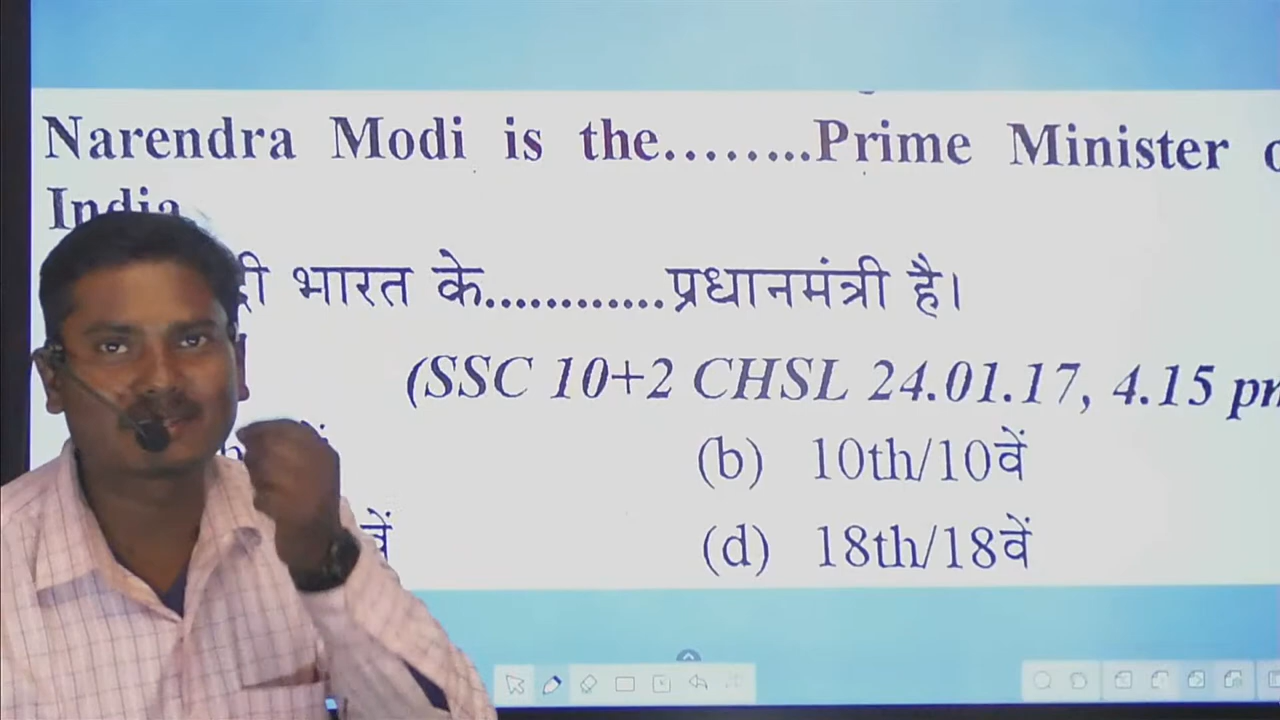 Narendra Modi is the.........Prime Minister
India
भारत के............प्रधानमंत्री है।
(SSC 10+2 CHSL 24.01.17, 4.15
(b) 10th/10वें
वें
(d) 18th/18वें